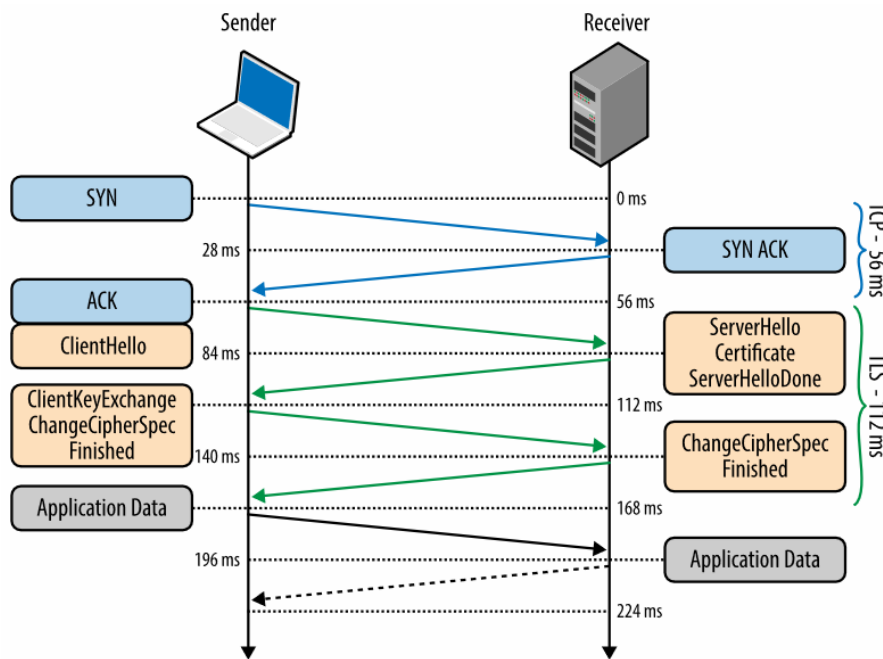 Sender
Receiver
SYN
0 ms
28 ms
SYN ACK
TCP - 56 ms
ACK
56 ms
ClientHello
84 ms
ServerHello
Certificate
ServerHelloDone
TLS - 112 ms
ClientKeyExchange
ChangeCipherSpec
Finished
112 ms
140 ms
ChangeCipherSpec
Finished
Application Data
168 ms
196 ms
Application Data
224 ms